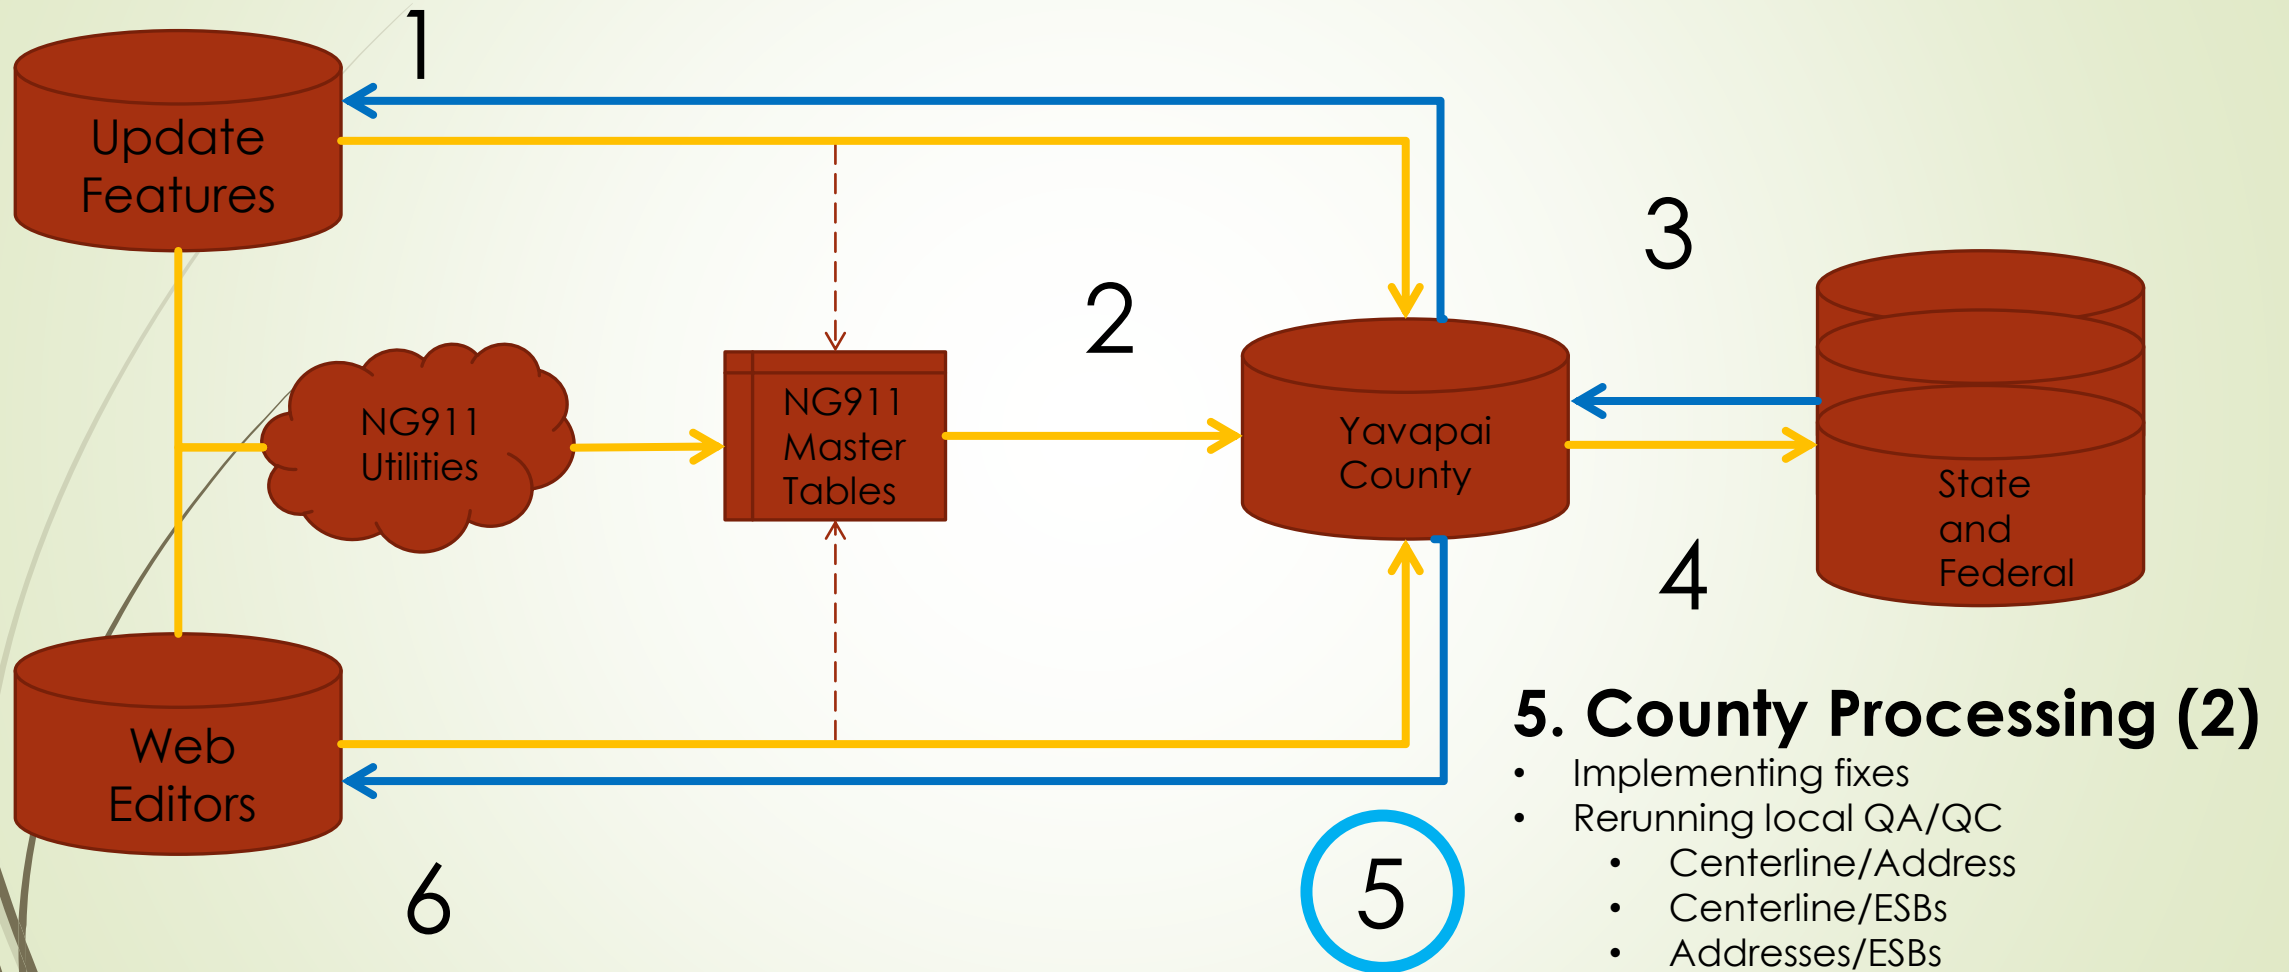 1
Update
Features
2
3
NG911
Utilities
NG911
Master
Tables
Yavapai
County
State
and
Federal
4
Web
Editors
5. County Processing (2)
• Implementing fixes
• Rerunning local QA/QC
• Centerline/Address
• Centerline/ESBs
• Addresses/ESBs
5
6